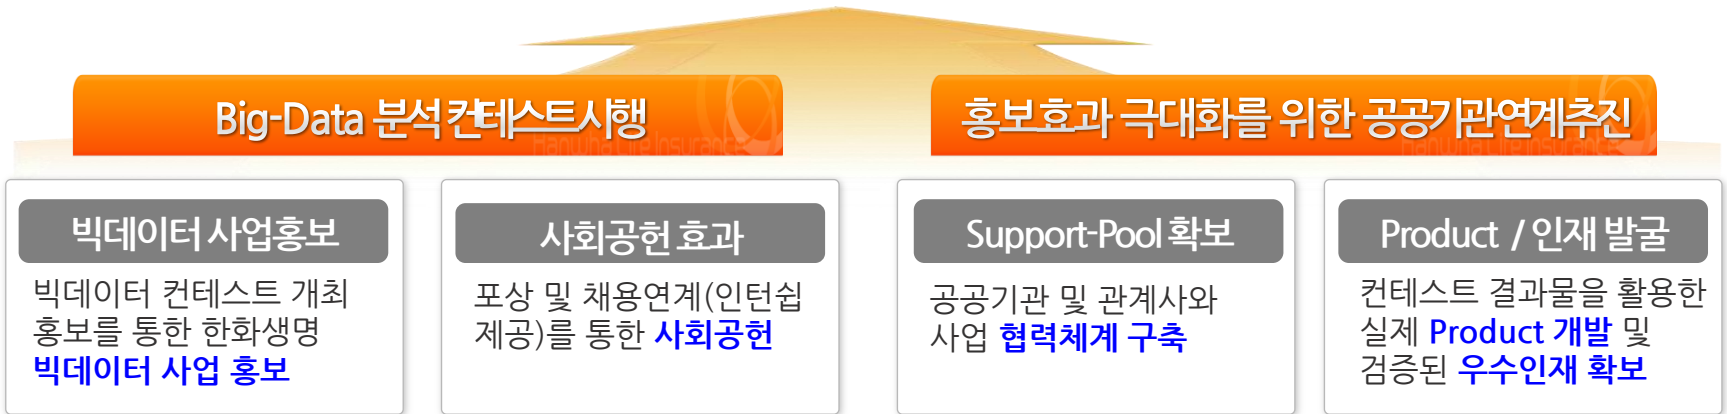 Big-Data 분석 컨테스트 시행
홍보효과 극대화를 위한 공공기관 연계 추진
Hanwha Life Insurance
Hanwha Life Insurance
빅데이터 사업홍보
빅데이터 컨테스트 개최
홍보를 통한 한화생명
빅데이터 사업 홍보
사회공헌 효과
포상 및 채용연계(인턴쉽
제공)를 통한 사회공헌
Support-Pool 확보
공공기관 및 관계사와
사업 협력체계 구축
Product / 인재 발굴
컨테스트 결과물을 활용한
실제 Product 개발 및
검증된 우수인재 확보